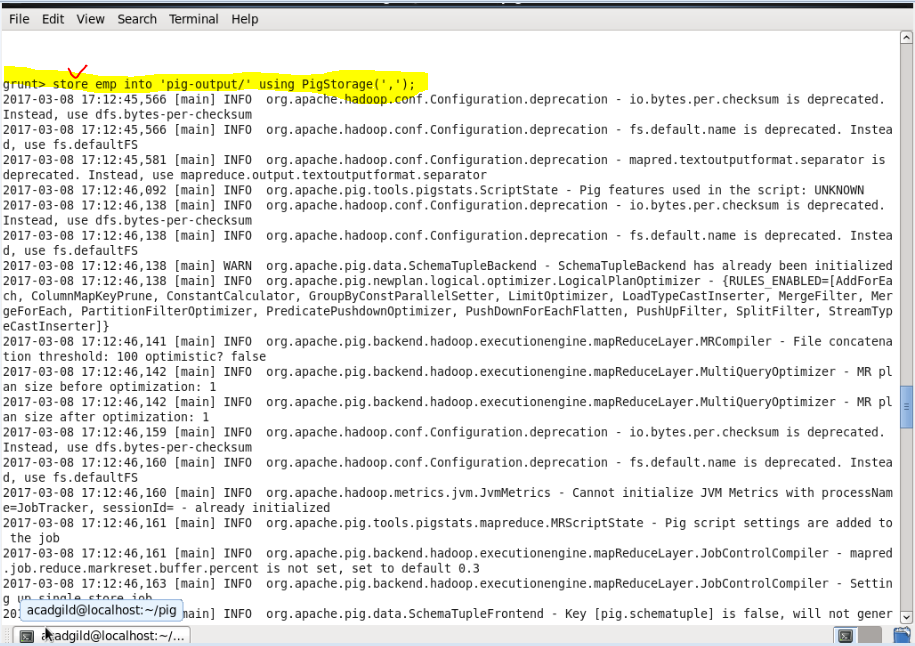 File Edit View Search Terminal Help
grunt> store emp into 'pig-output/' using PigStorage(',');
2017-03-08 17:12:45,566 [main] INFO  org.apache.hadoop.conf.Configuration.deprecation - io.bytes.per.checksum is deprecated.
Instead, use dfs.bytes-per-checksum
2017-03-08 17:12:45,566 [main] INFO  org.apache.hadoop.conf.Configuration.deprecation - fs.default.name is deprecated. Instea
d, use fs.defaultFS
2017-03-08 17:12:45,581 [main] INFO  org.apache.hadoop.conf.Configuration.deprecation - mapred.textoutputformat.separator is
deprecated. Instead, use mapreduce.output.textoutputformat.separator
2017-03-08 17:12:46,092 [main] INFO  org.apache.pig.tools.pigstats.ScriptState - Pig features used in the script: UNKNOWN
2017-03-08 17:12:46,138 [main] INFO  org.apache.hadoop.conf.Configuration.deprecation - io.bytes.per.checksum is deprecated.
Instead, use dfs.bytes-per-checksum
2017-03-08 17:12:46,138 [main] INFO  org.apache.hadoop.conf.Configuration.deprecation - fs.default.name is deprecated. Instea
d, use fs.defaultFS
2017-03-08 17:12:46,138 [main] WARN  org.apache.pig.data.SchemaTupleBackend - SchemaTupleBackend has already been initialized
2017-03-08 17:12:46,138 [main] INFO  org.apache.pig.newplan.logical.optimizer.LogicalPlanOptimizer - {RULES_ENABLED=[AddForEa
ch, ColumnMapKeyPrune, ConstantCalculator, GroupByConstParallelSetter, LimitOptimizer, LoadTypeCastInserter, MergeFilter, Mer
geForEach, PartitionFilterOptimizer, PredicatePushdownOptimizer, PushDownForEachFlatten, PushUpFilter, SplitFilter, StreamTyp
eCastInserter]}
2017-03-08 17:12:46,141 [main] INFO  org.apache.pig.backend.hadoop.executionengine.mapReduceLayer.MRCompiler - File concatena
tion threshold: 100 optimistic? false
2017-03-08 17:12:46,142 [main] INFO  org.apache.pig.backend.hadoop.executionengine.mapReduceLayer.MultiQueryOptimizer - MR pl
an size before optimization: 1
2017-03-08 17:12:46,142 [main] INFO  org.apache.pig.backend.hadoop.executionengine.mapReduceLayer.MultiQueryOptimizer - MR pl
an size after optimization: 1
2017-03-08 17:12:46,159 [main] INFO  org.apache.hadoop.conf.Configuration.deprecation - io.bytes.per.checksum is deprecated.
Instead, use dfs.bytes-per-checksum
2017-03-08 17:12:46,160 [main] INFO  org.apache.hadoop.conf.Configuration.deprecation - fs.default.name is deprecated. Instea
d, use fs.defaultFS
2017-03-08 17:12:46,160 [main] INFO  org.apache.hadoop.metrics.jvm.JvmMetrics - Cannot initialize JVM Metrics with processNam
e=JobTracker, sessionId= - already initialized
2017-03-08 17:12:46,161 [main] INFO  org.apache.pig.tools.pigstats.mapreduce.MRScriptState - Pig script settings are added to
 the job
2017-03-08 17:12:46,161 [main] INFO  org.apache.pig.backend.hadoop.executionengine.mapReduceLayer.JobControlCompiler - mapred
.job.reduce.markreset.buffer.percent is not set, set to default 0.3
2017-03-08 17:12:46,163 [main] INFO  org.apache.pig.backend.hadoop.executionengine.mapReduceLayer.JobControlCompiler - Settin
g up single store job
acadgild@localhost:~/pig
main] INFO  org.apache.pig.data.SchemaTupleFrontend - Key [pig.schematuple] is false, will not gener
acadgild@localhost:~/...